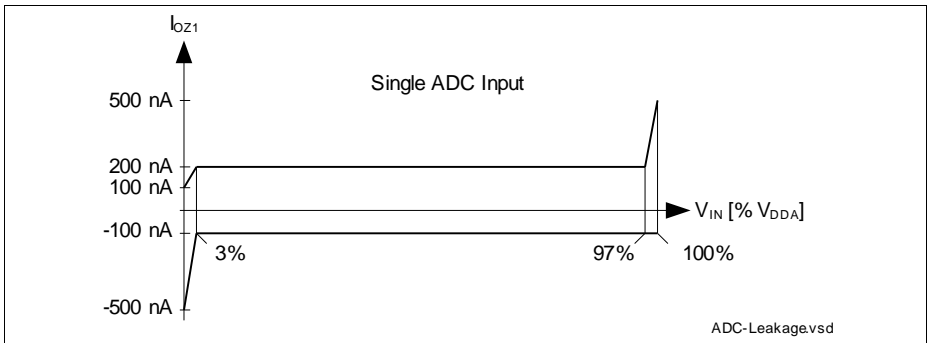 I_OZ1
Single ADC Input
500 nA
200 nA
100 nA
V_IN [% V_DDA]
-100 nA
3%
97%
100%
-500 nA
ADC-Leakage.vsd